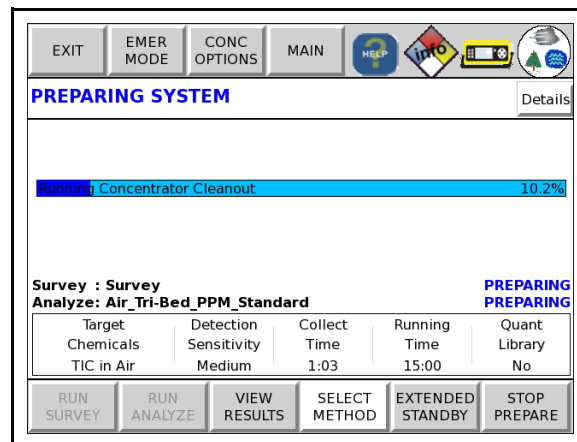 EXIT
EMER
MODE
CONC
OPTIONS
MAIN
HELP
info
PREPARING SYSTEM
Details
Running Concentrator Cleanout 10.2%
Survey : Survey PREPARING
Analyze: Air_Tri-Bed_PPM_Standard PREPARING
Target Detection Collect Running Quant
Chemicals Sensitivity Time Time Library
TIC in Air Medium 1:03 15:00 No
RUN
SURVEY
RUN
ANALYZE
VIEW
RESULTS
SELECT
METHOD
EXTENDED
STANDBY
STOP
PREPARE